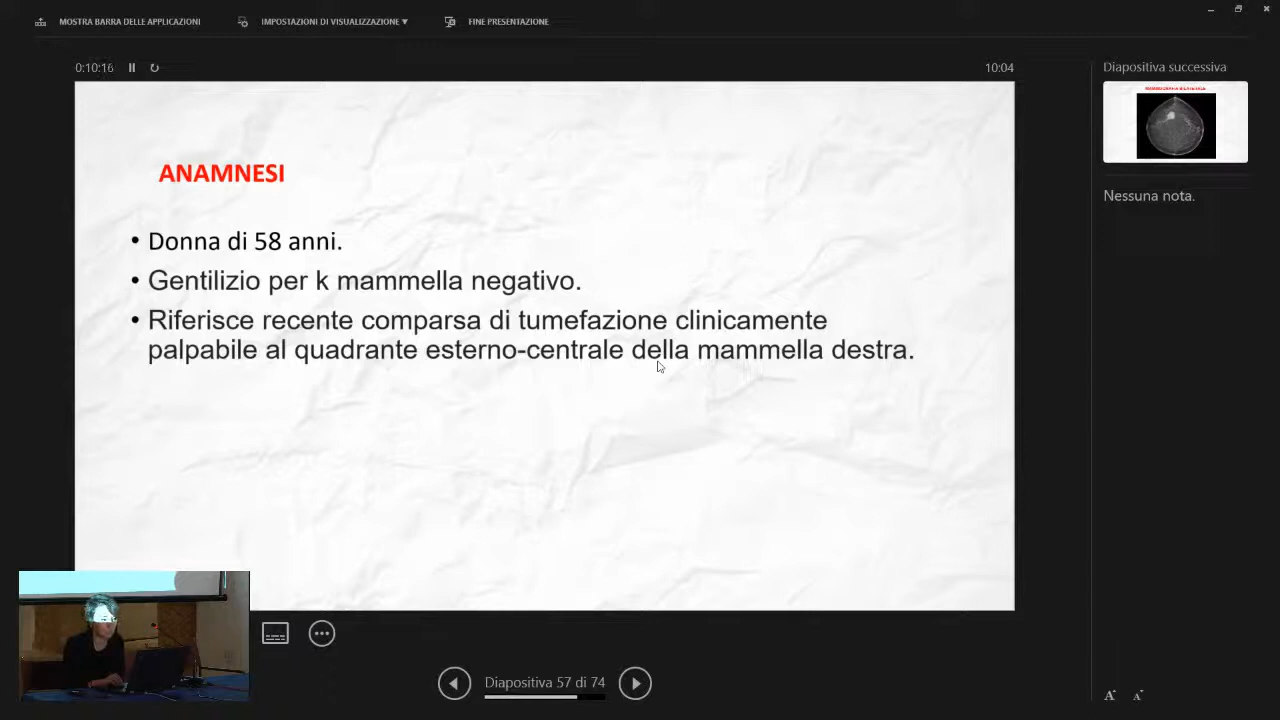 MOSTRA BARRA DELLE APPLICAZIONI
IMPOSTAZIONI DI VISUALIZZAZIONE ▼
FINE PRESENTAZIONE
0:10:16
10:04
ANAMNESI
• Donna di 58 anni.
• Gentilizio per k mammella negativo.
• Riferisce recente comparsa di tumefazione clinicamente
palpabile al quadrante esterno-centrale della mammella destra.
Diapositiva 57 di 74
Diapositiva successiva
MAMMOGRAFIA BILATERALE
Nessuna nota.
A A